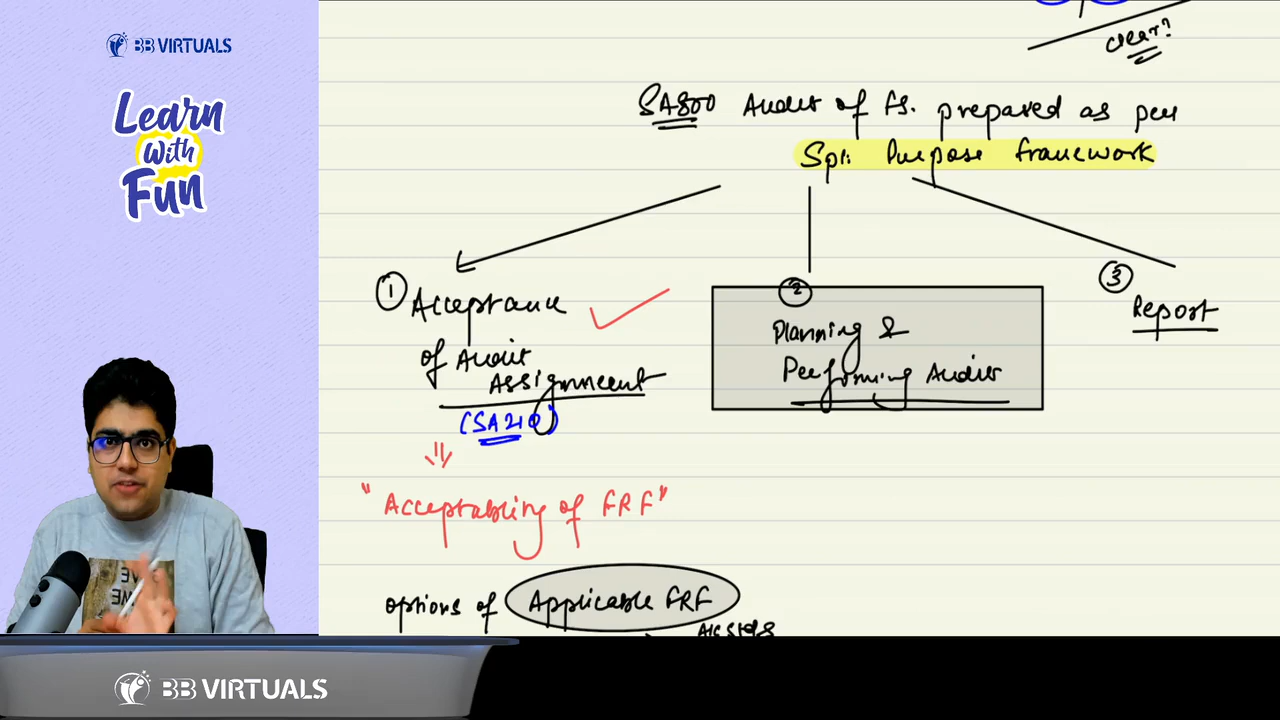 BB VIRTUALS
Learn
With
Fun
clear?
SA800 Audit of FS. prepared as per
Spl. Purpose framework
① Acceptance
of Audit
Assignment
(SA210)
②
Planning &
Performing Audit
③
Report
"Acceptability of FRF"
options of Applicable FRF
BB VIRTUALS